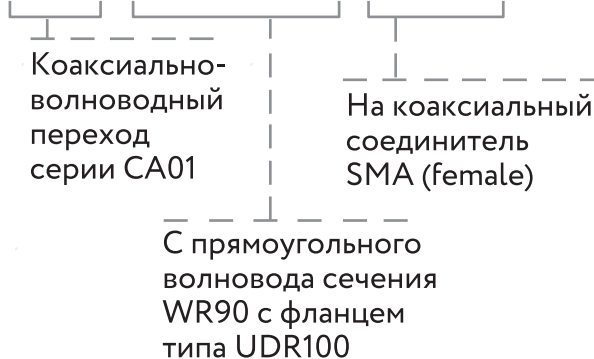 Коаксиально-
волноводный
переход
серии CA01
На коаксиальный
соединитель
SMA (female)
С прямоугольного
волновода сечения
WR90 с фланцем
типа UDR100